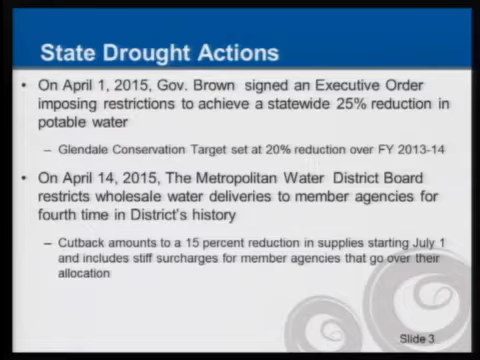 State Drought Actions
• On April 1, 2015, Gov. Brown signed an Executive Order
imposing restrictions to achieve a statewide 25% reduction in
potable water
– Glendale Conservation Target set at 20% reduction over FY 2013-14
• On April 14, 2015, The Metropolitan Water District Board
restricts wholesale water deliveries to member agencies for
fourth time in District's history
– Cutback amounts to a 15 percent reduction in supplies starting July 1
and includes stiff surcharges for member agencies that go over their
allocation
Slide 3